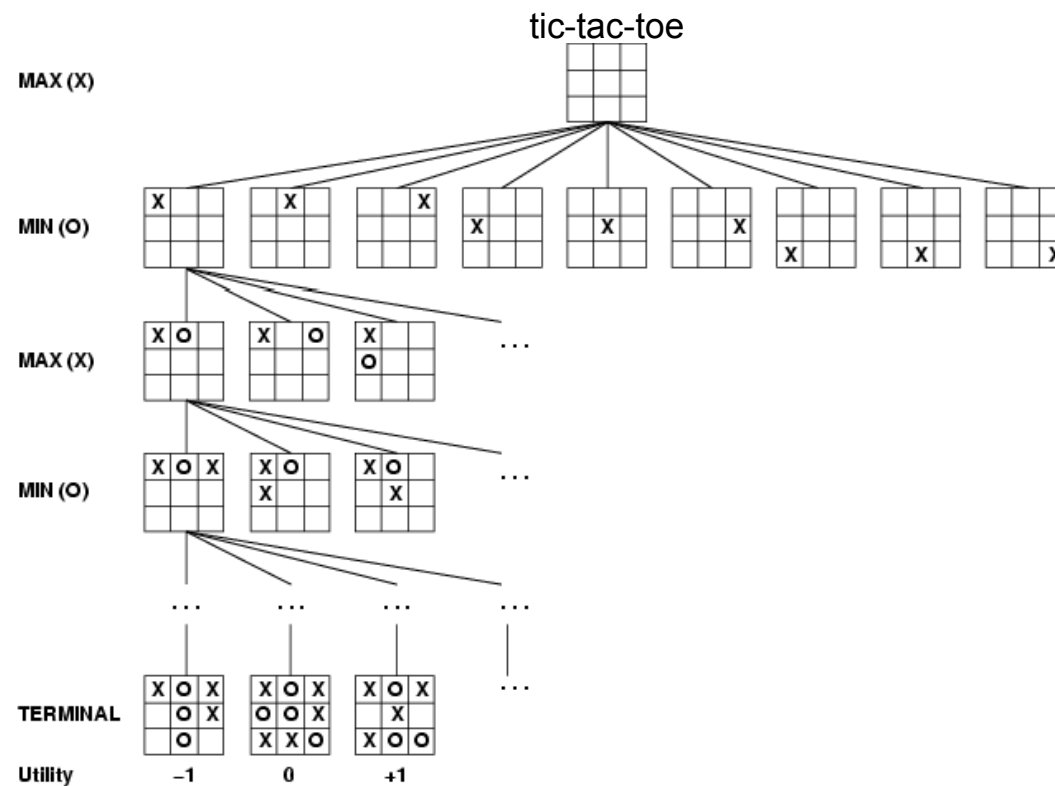 tic-tac-toe
MAX (X)
X X X X X X X X X
MIN (O)
X O X O X
...
MAX (X)
O
X O X X O X O
...
MIN (O)
X X
... ... ... ...
X O X X O X X O X
...
TERMINAL
O X O O X X
O X X O X O O
Utility
−1 0 +1